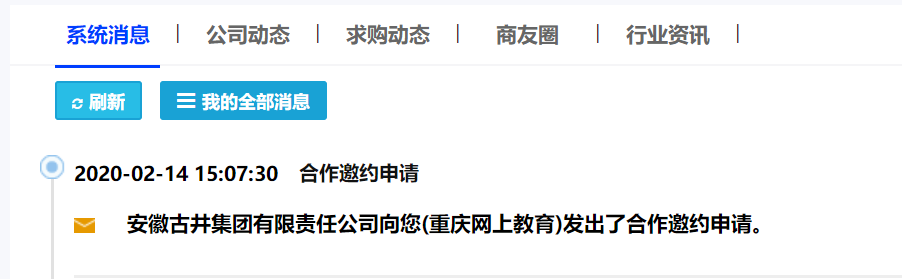 系统消息 | 公司动态 | 求购动态 | 商友圈 | 行业资讯 |
刷新 我的全部消息
2020-02-14 15:07:30 合作邀约申请
安徽古井集团有限责任公司向您(重庆网上教育)发出了合作邀约申请。